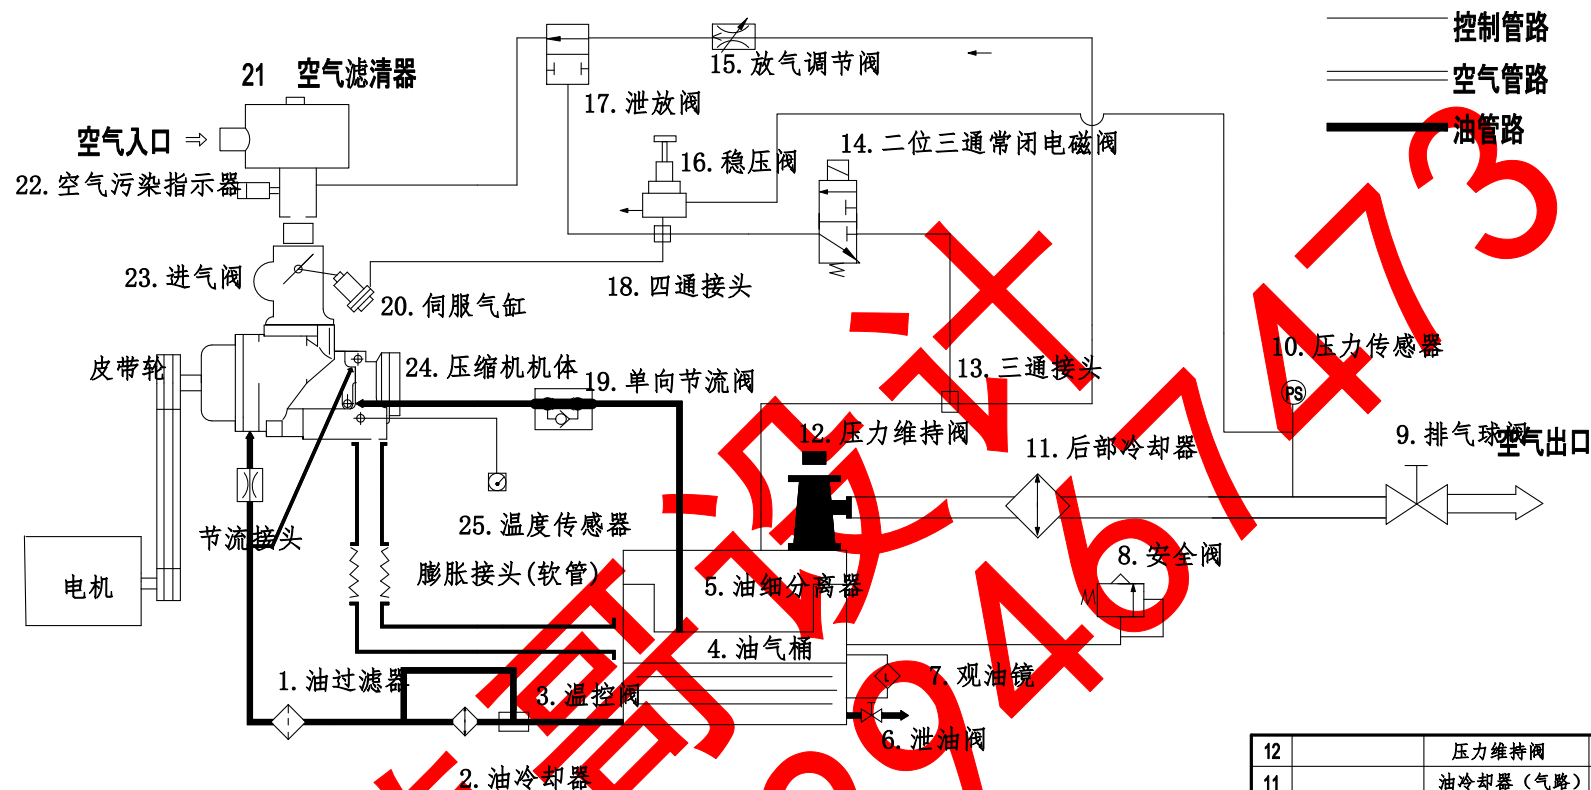 控制管路
空气管路
油管路
21 空气滤清器
空气入口
22.空气污染指示器
17.泄放阀
15.放气调节阀
16.稳压阀
14.二位三通常闭电磁阀
23.进气阀
20.伺服气缸
18.四通接头
皮带轮
24.压缩机机体
19.单向节流阀
13.三通接头
10.压力传感器
PS
12.压力维持阀
11.后部冷却器
9.排气球阀
空气出口
节流接头
25.温度传感器
膨胀接头(软管)
电机
5.油细分离器
8.安全阀
4.油气桶
7.观油镜
L
1.油过滤器
3.温控阀
6.泄油阀
2.油冷却器
12 压力维持阀
11 油冷却器（气路）